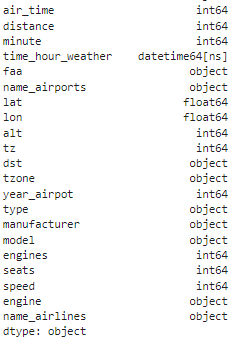 air_time int64
distance int64
minute int64
time_hour_weather datetime64[ns]
faa object
name_airports object
lat float64
lon float64
alt int64
tz int64
dst object
tzone object
year_airpot int64
type object
manufacturer object
model object
engines int64
seats int64
speed int64
engine object
name_airlines object
dtype: object